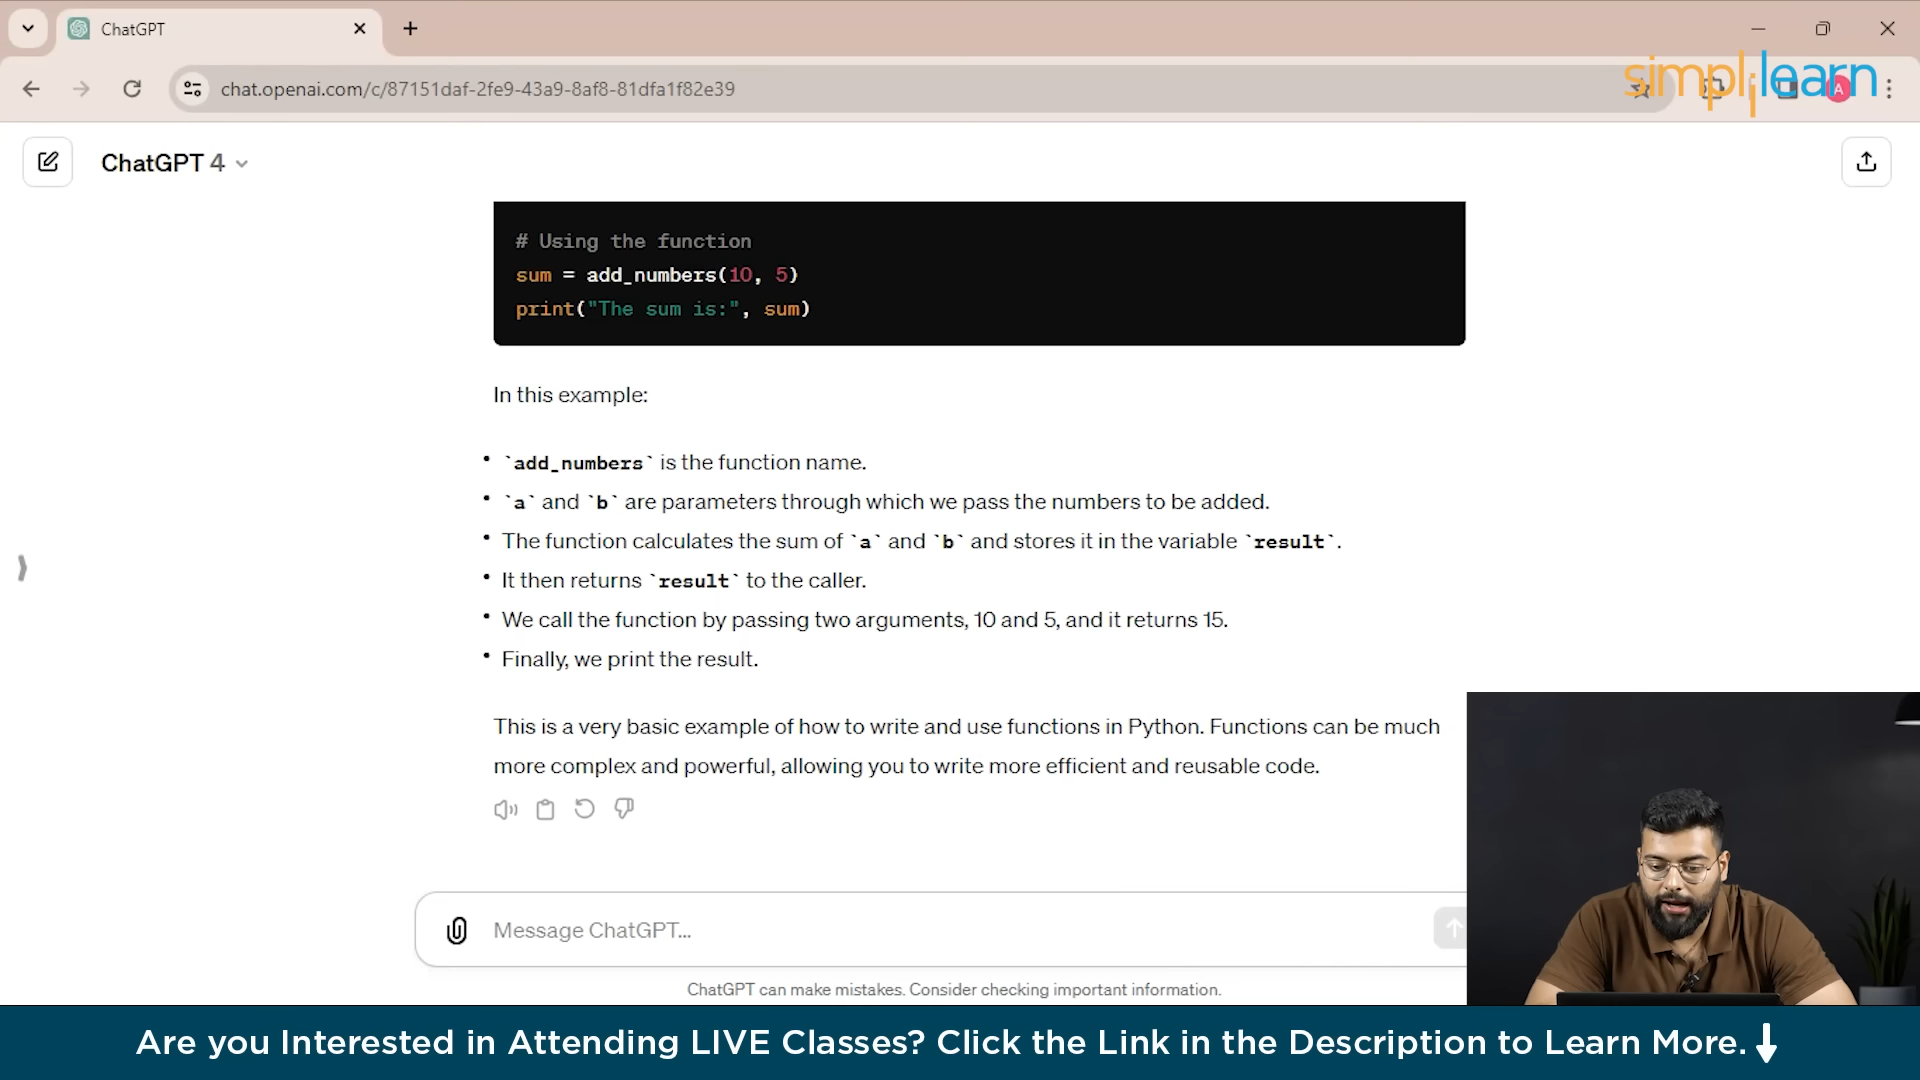 ChatGPT
chat.openai.com/c/87151daf-2fe9-43a9-8af8-81dfa1f82e39
simplilearn
A
ChatGPT 4
# Using the function
sum = add_numbers(10, 5)
print("The sum is:", sum)
In this example:
• `add_numbers` is the function name.
• `a` and `b` are parameters through which we pass the numbers to be added.
• The function calculates the sum of `a` and `b` and stores it in the variable `result`.
• It then returns `result` to the caller.
• We call the function by passing two arguments, 10 and 5, and it returns 15.
• Finally, we print the result.
This is a very basic example of how to write and use functions in Python. Functions can be much
more complex and powerful, allowing you to write more efficient and reusable code.
Message ChatGPT...
ChatGPT can make mistakes. Consider checking important information.
Are you Interested in Attending LIVE Classes? Click the Link in the Description to Learn More.